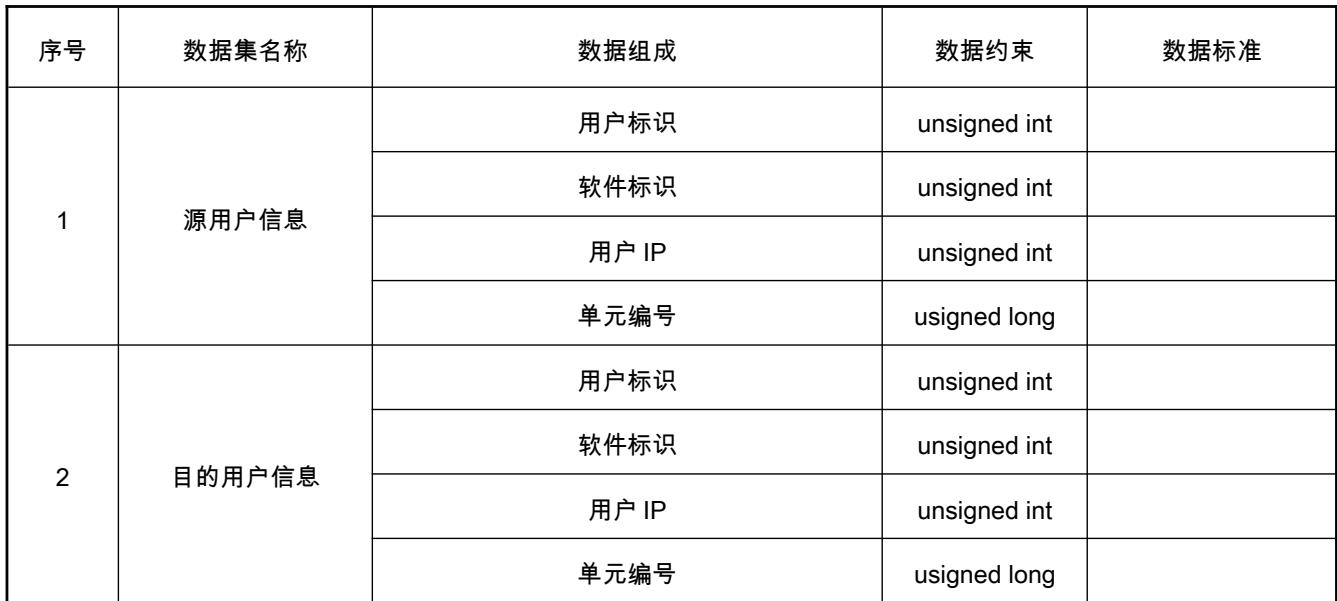 序号 数据集名称 数据组成 数据约束 数据标准
用户标识 unsigned int
软件标识 unsigned int
1 源用户信息
用户 IP unsigned int
单元编号 usigned long
用户标识 unsigned int
软件标识 unsigned int
2 目的用户信息
用户 IP unsigned int
单元编号 usigned long